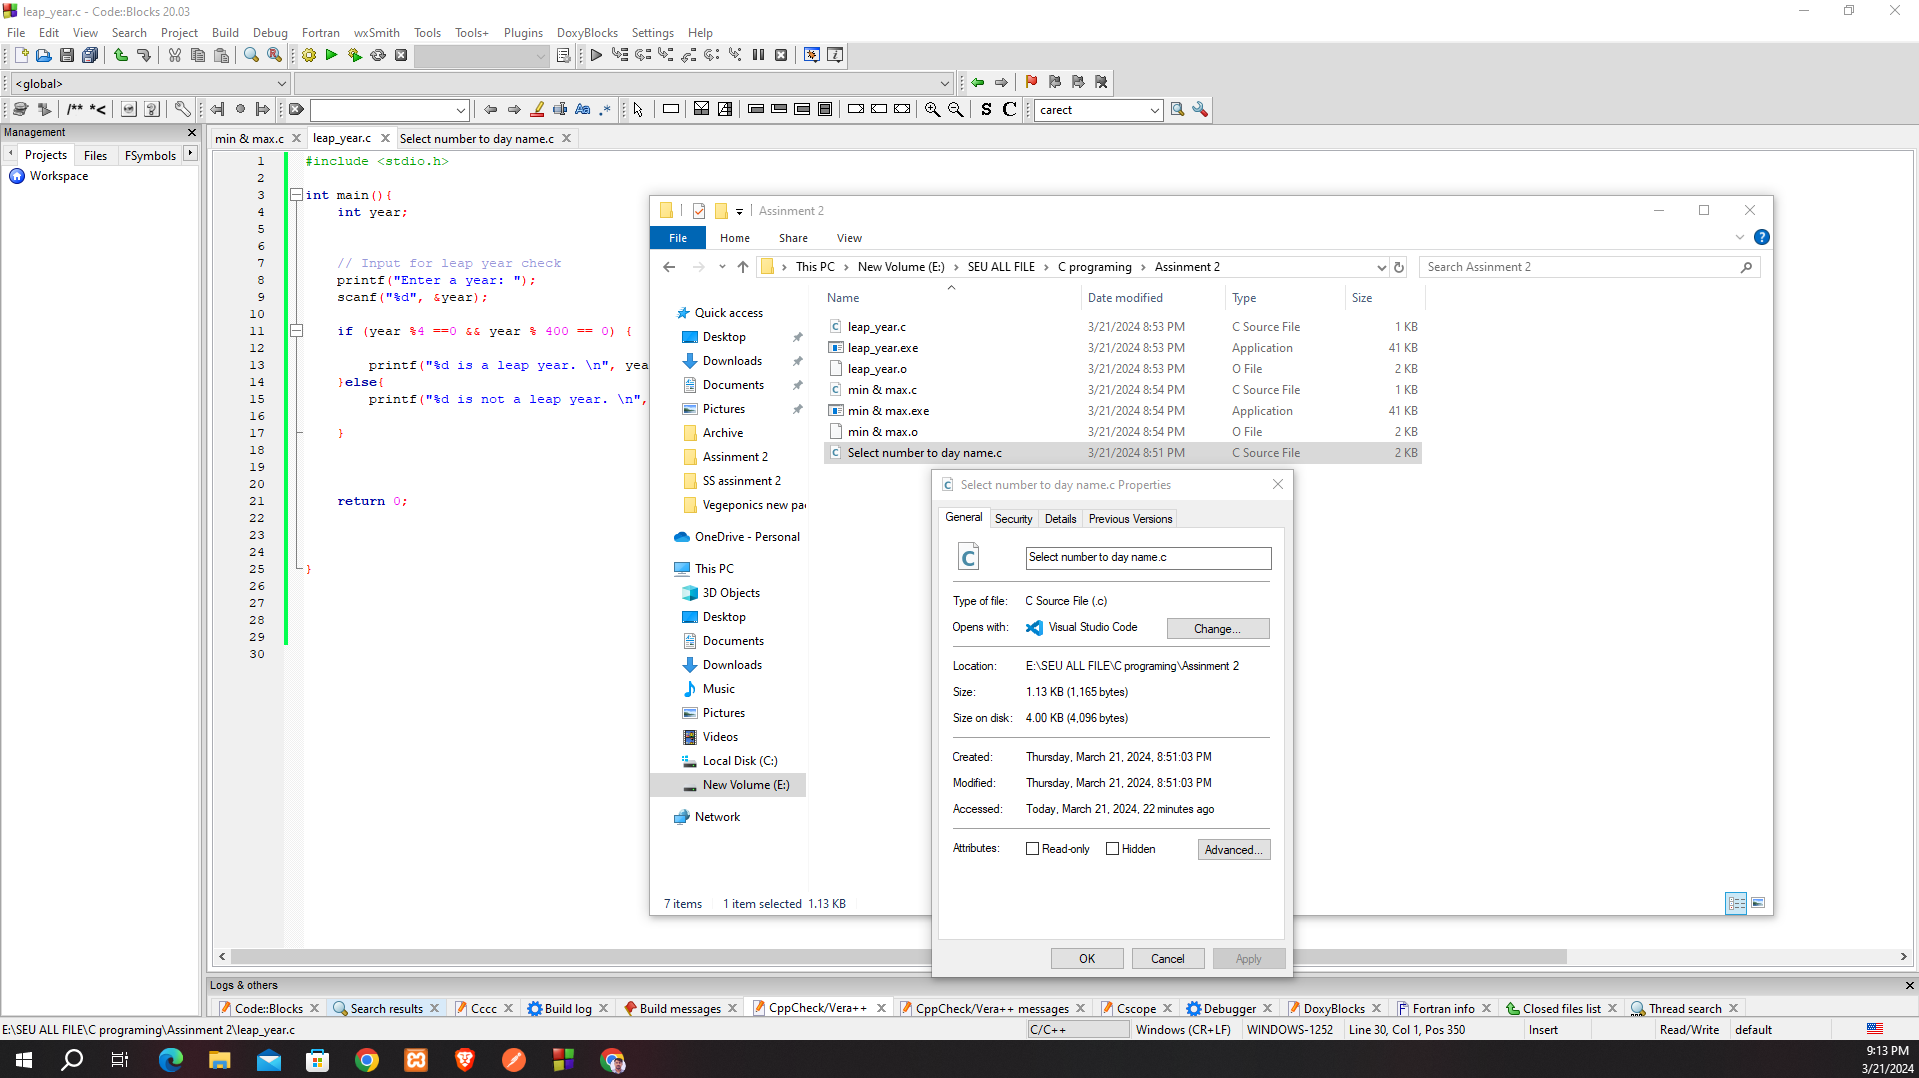 leap_year.c - Code::Blocks 20.03
File Edit View Search Project Build Debug Fortran wxSmith Tools Tools+ Plugins DoxyBlocks Settings Help
<global>
/** *<
Aa .* S C carect
Management
Projects Files FSymbols
Workspace
min & max.c leap_year.c Select number to day name.c
1 #include <stdio.h>
2
3 int main(){
4 int year;
5
6
7 // Input for leap year check
8 printf("Enter a year: ");
9 scanf("%d", &year);
10
11 if (year %4 ==0 && year % 400 == 0) {
12
13 printf("%d is a leap year. \n", yea
14 }else{
15 printf("%d is not a leap year. \n",
16
17 }
18
19
20
21 return 0;
22
23
24
25 }
26
27
28
29
30
Assinment 2
File Home Share View
This PC New Volume (E:) SEU ALL FILE C programing Assinment 2
Search Assinment 2
Quick access
Desktop
Downloads
Documents
Pictures
Archive
Assinment 2
SS assinment 2
Vegeponics new pa
OneDrive - Personal
This PC
3D Objects
Desktop
Documents
Downloads
Music
Pictures
Videos
Local Disk (C:)
New Volume (E:)
Network
Name Date modified Type Size
leap_year.c 3/21/2024 8:53 PM C Source File 1 KB
leap_year.exe 3/21/2024 8:53 PM Application 41 KB
leap_year.o 3/21/2024 8:53 PM O File 2 KB
min & max.c 3/21/2024 8:54 PM C Source File 1 KB
min & max.exe 3/21/2024 8:54 PM Application 41 KB
min & max.o 3/21/2024 8:54 PM O File 2 KB
Select number to day name.c 3/21/2024 8:51 PM C Source File 2 KB
7 items 1 item selected 1.13 KB
Select number to day name.c Properties
General Security Details Previous Versions
Select number to day name.c
Type of file: C Source File (.c)
Opens with: Visual Studio Code Change...
Location: E:\SEU ALL FILE\C programing\Assinment 2
Size: 1.13 KB (1,165 bytes)
Size on disk: 4.00 KB (4,096 bytes)
Created: Thursday, March 21, 2024, 8:51:03 PM
Modified: Thursday, March 21, 2024, 8:51:03 PM
Accessed: Today, March 21, 2024, 22 minutes ago
Attributes: Read-only Hidden Advanced...
OK Cancel Apply
Logs & others
Code::Blocks Search results Cccc Build log Build messages CppCheck/Vera++ CppCheck/Vera++ messages Cscope Debugger DoxyBlocks Fortran info Closed files list Thread search
E:\SEU ALL FILE\C programing\Assinment 2\leap_year.c C/C++ Windows (CR+LF) WINDOWS-1252 Line 30, Col 1, Pos 350 Insert Read/Write default
9:13 PM
3/21/2024